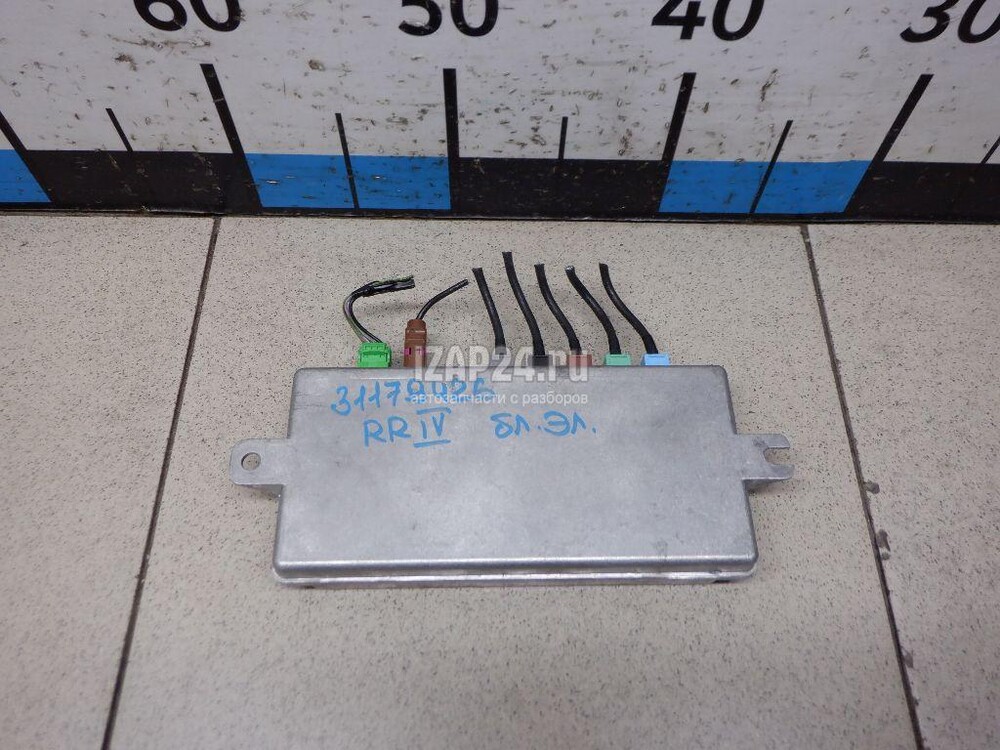 60 50 40 30
IZAP24.ru
автозапчасти с разборов
RR IV бл. эл.